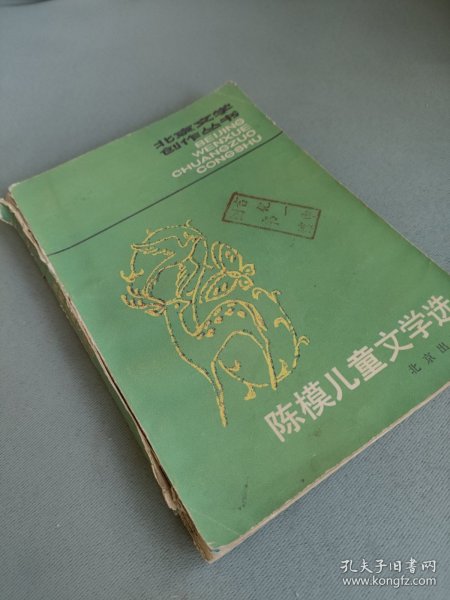 北京文学
创作丛书
BEIJING
WENXUE
CHUANGZUO
CONGSHU
陈模儿童文学选
北京出
孔夫子旧书网
www.kongfz.com